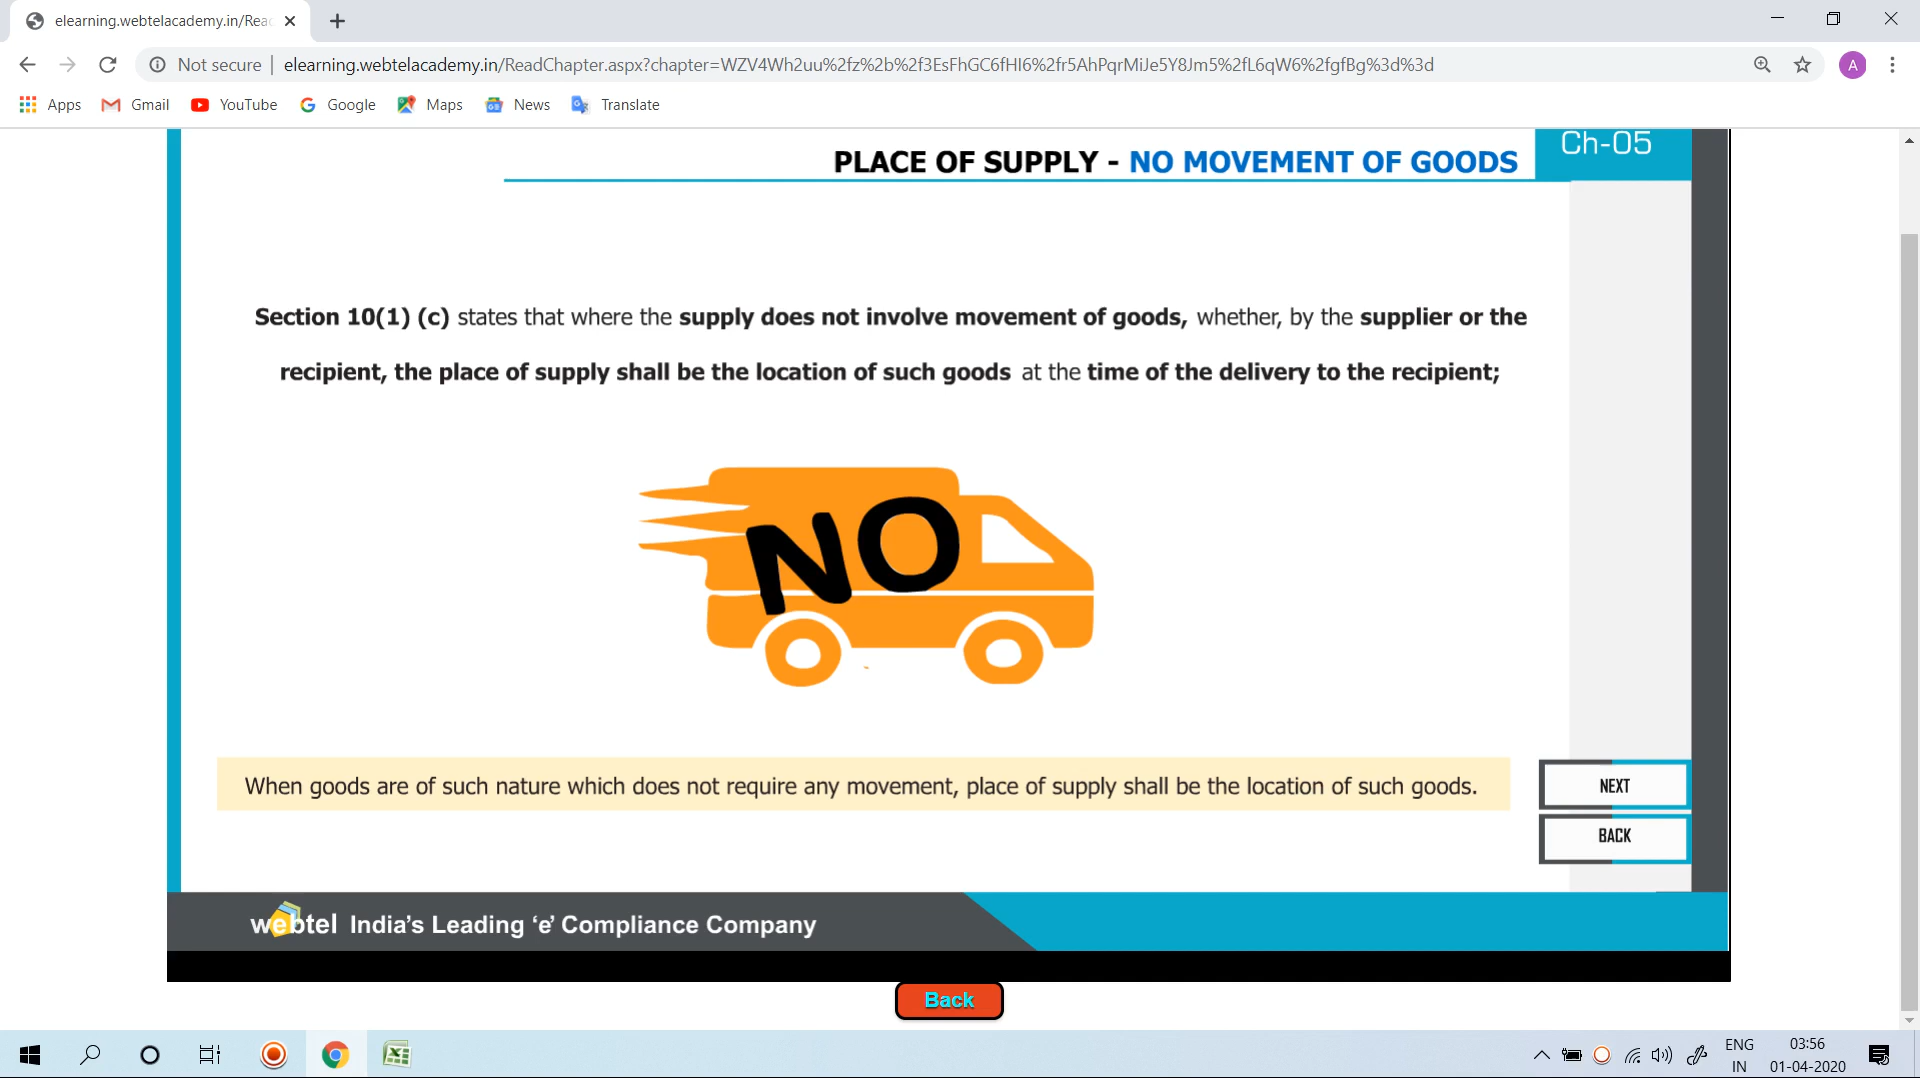 elearning.webtelacademy.in/Rea
Not secure
elearning.webtelacademy.in/ReadChapter.aspx?chapter=WZV4Wh2uu%2fz%2b%2f3EsFhGC6fHI6%2fr5AhPqrMiJe5Y8Jm5%2fL6qW6%2fgfBg%3d%3d
A
Apps Gmail YouTube Google Maps News Translate
Ch-05
PLACE OF SUPPLY - NO MOVEMENT OF GOODS
Section 10(1) (c) states that where the supply does not involve movement of goods, whether, by the supplier or the
recipient, the place of supply shall be the location of such goods at the time of the delivery to the recipient;
NO
When goods are of such nature which does not require any movement, place of supply shall be the location of such goods.
NEXT
BACK
webtel India's Leading ‘e’ Compliance Company
Back
ENG
IN
03:56
01-04-2020